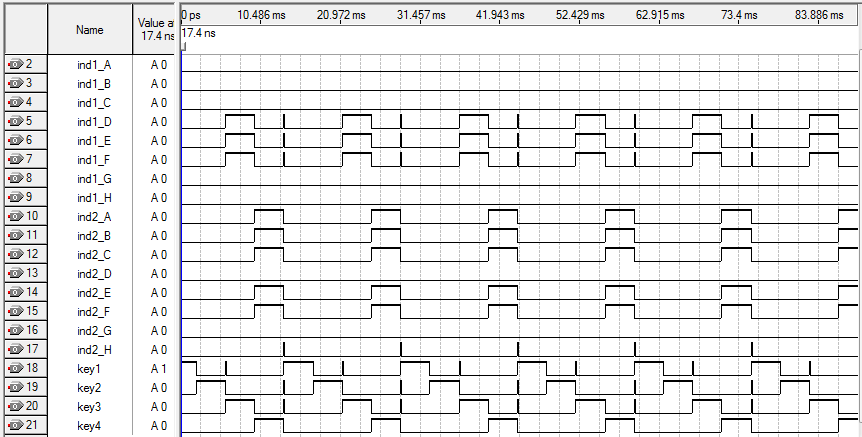 Name
Value a
17.4 ns
0 ps
10.486 ms
20.972 ms
31.457 ms
41.943 ms
52.429 ms
62.915 ms
73.4 ms
83.886 ms
17.4 ns
2 ind1_A A 0
3 ind1_B A 0
4 ind1_C A 0
5 ind1_D A 0
6 ind1_E A 0
7 ind1_F A 0
8 ind1_G A 0
9 ind1_H A 0
10 ind2_A A 0
11 ind2_B A 0
12 ind2_C A 0
13 ind2_D A 0
14 ind2_E A 0
15 ind2_F A 0
16 ind2_G A 0
17 ind2_H A 0
18 key1 A 1
19 key2 A 0
20 key3 A 0
21 key4 A 0